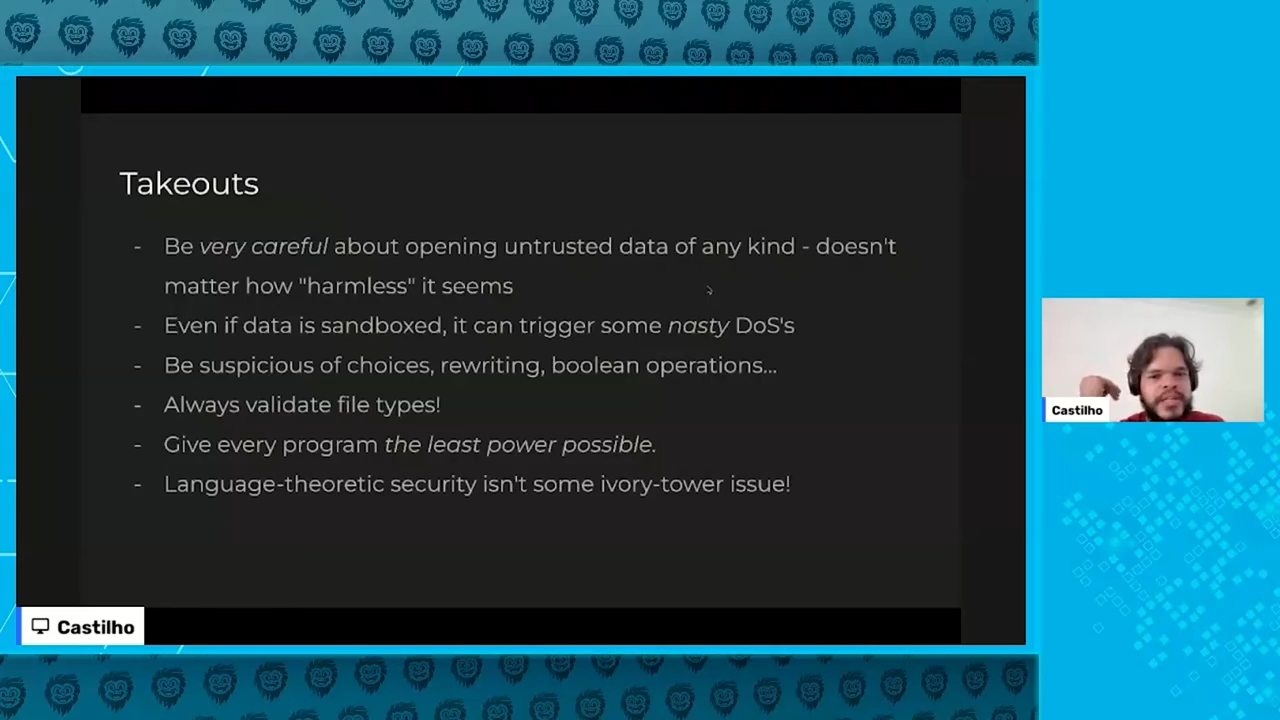 Takeouts
- Be very careful about opening untrusted data of any kind - doesn't
matter how "harmless" it seems
- Even if data is sandboxed, it can trigger some nasty DoS's
- Be suspicious of choices, rewriting, boolean operations...
- Always validate file types!
- Give every program the least power possible.
- Language-theoretic security isn't some ivory-tower issue!
Castilho
Castilho